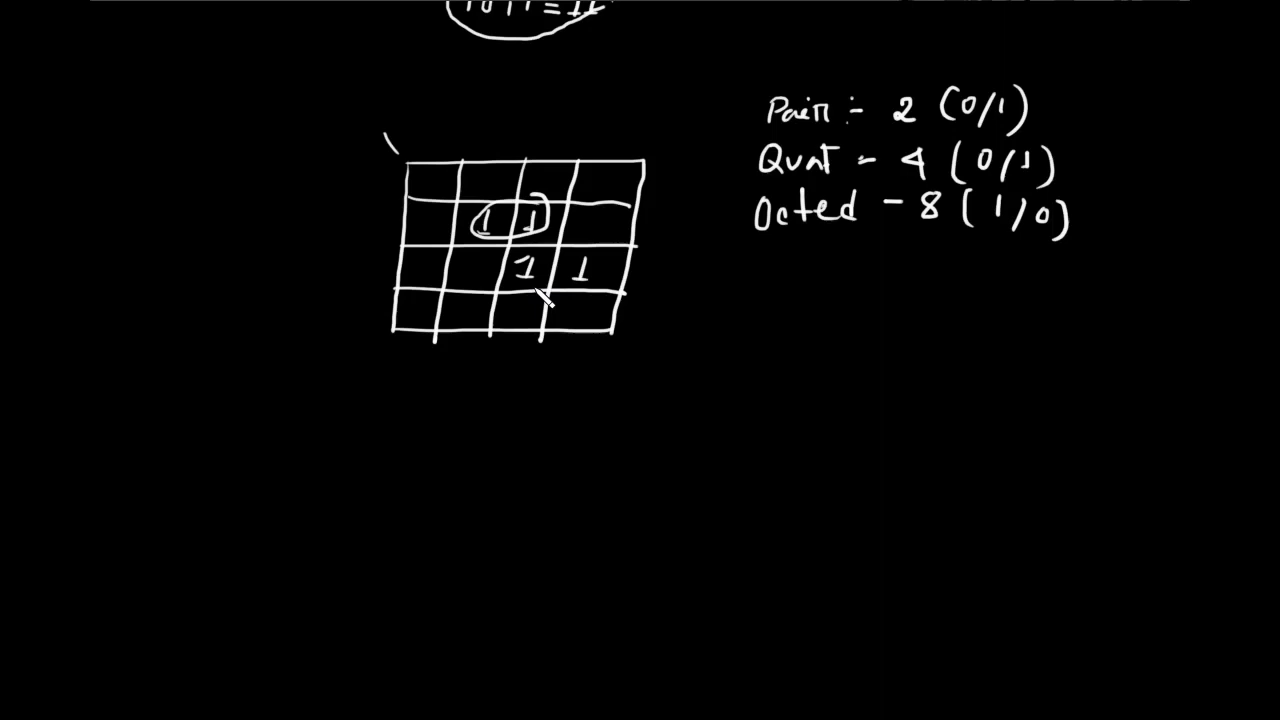 Pair :- 2 (0/1)
Quat - 4 (0/1)
Octed - 8 (1/0)
1 1
1 1